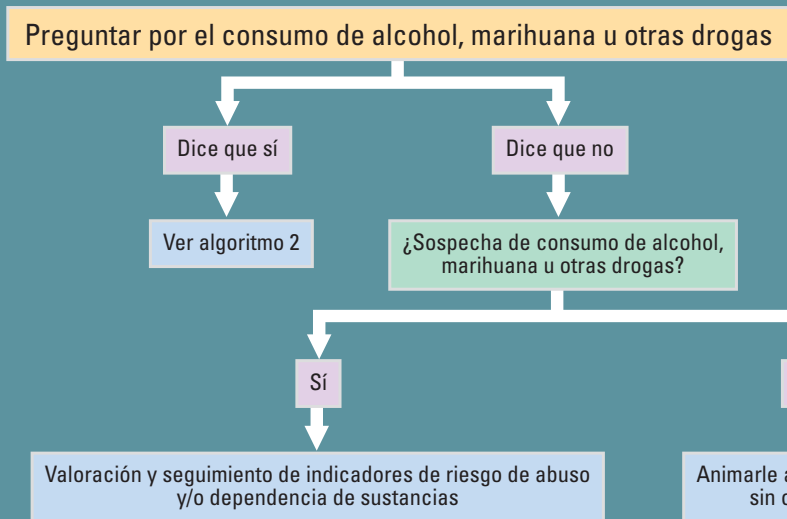 Preguntar por el consumo de alcohol, marihuana u otras drogas
Dice que sí
Dice que no
Ver algoritmo 2
¿Sospecha de consumo de alcohol,
marihuana u otras drogas?
Sí
Valoración y seguimiento de indicadores de riesgo de abuso
y/o dependencia de sustancias
Animarle a
sin